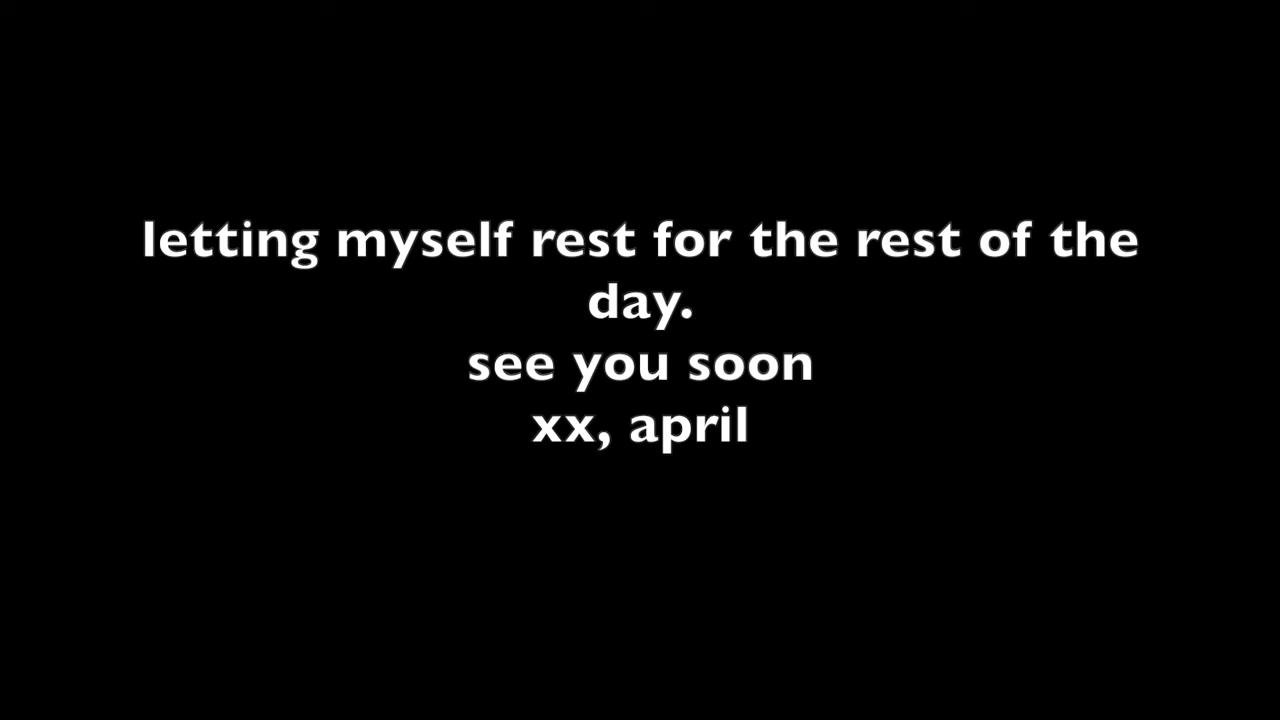 letting myself rest for the rest of the
day.
see you soon
xx, april